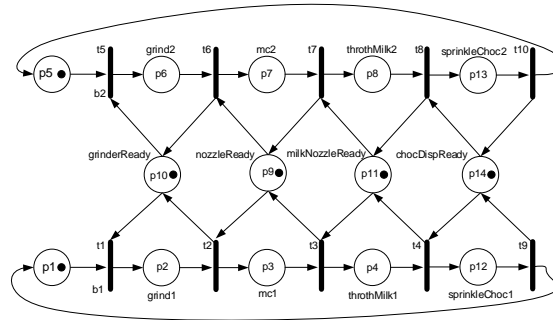 t5 grind2 t6 mc2 t7 throthMilk2 t8 sprinkleChoc2 t10
p5 p6 p7 p8 p13
b2
grinderReady nozzleReady milkNozzleReady chocDispReady
p10 p9 p11 p14
t1 t2 t3 t4 t9
p1 p2 p3 p4 p12
b1 grind1 mc1 throthMilk1 sprinkleChoc1